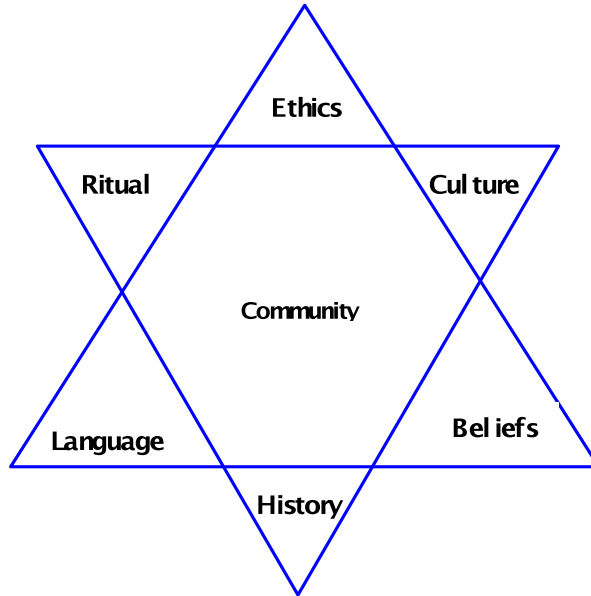 Ethics
Ritual
Culture
Community
Language
Beliefs
History